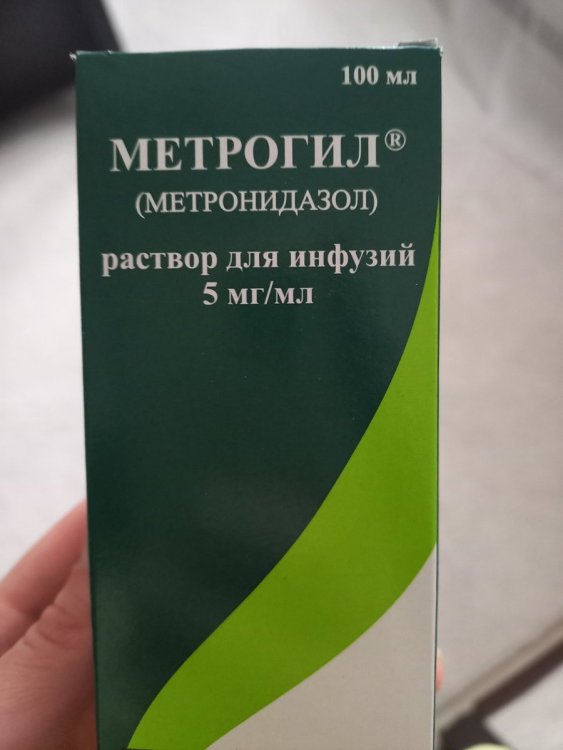 100 мл
МЕТРОГИЛ®
(МЕТРОНИДАЗОЛ)
раствор для инфузий
5 мг/мл